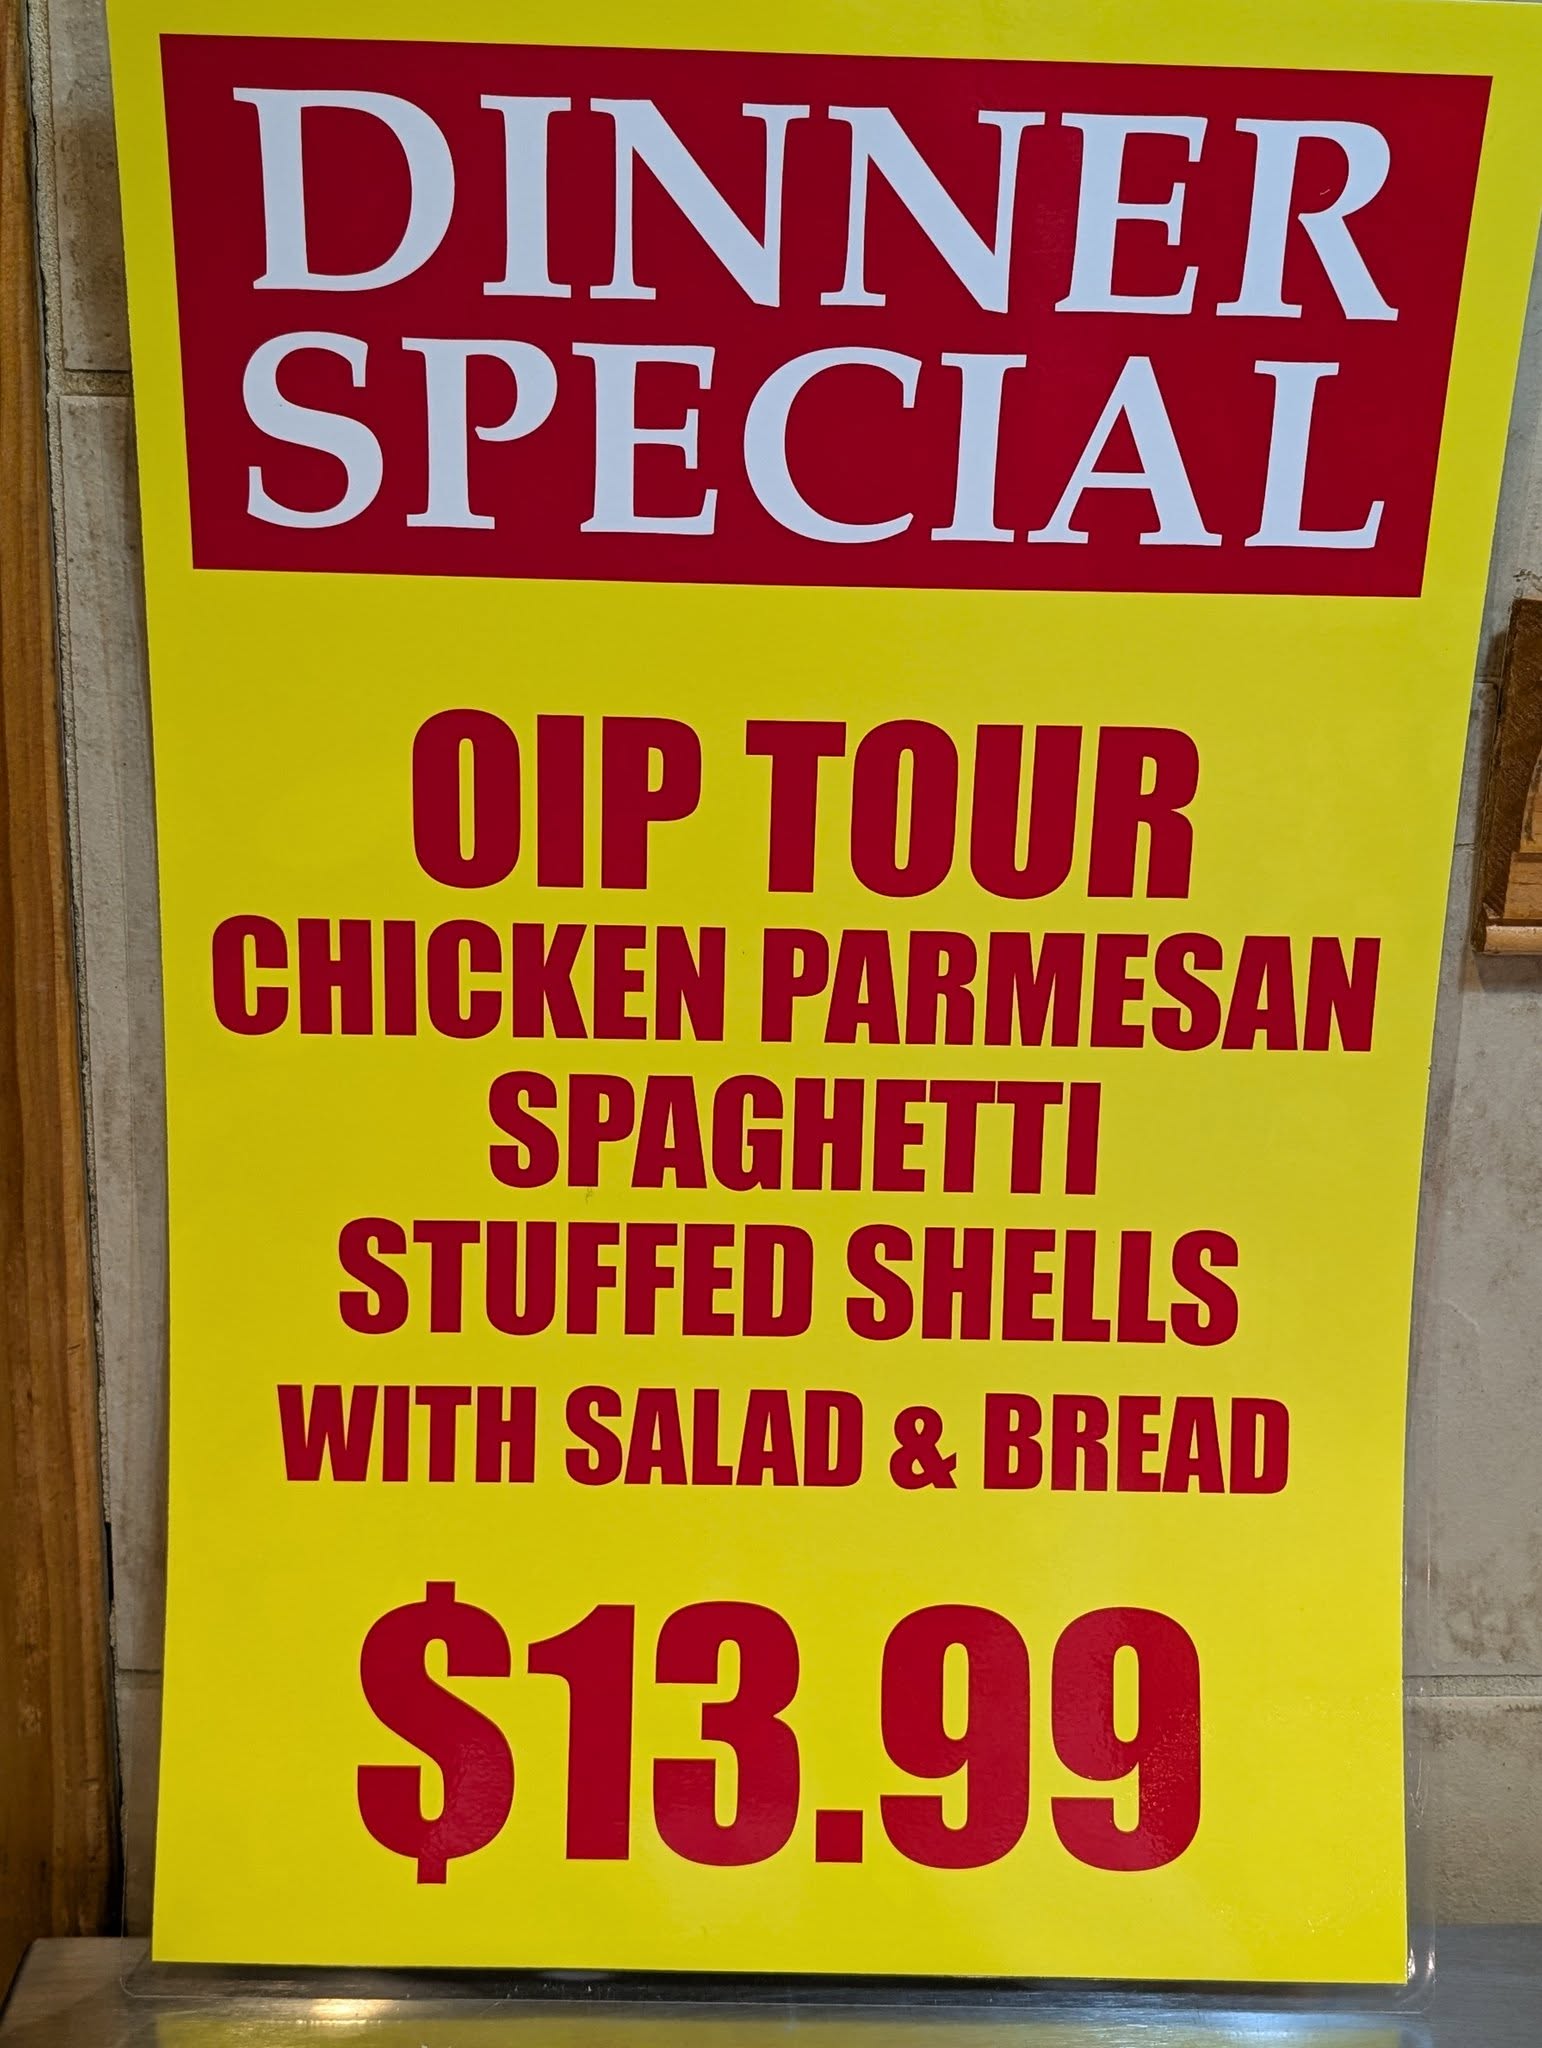 DINNER
SPECIAL
OIP TOUR
CHICKEN PARMESAN
SPAGHETTI
STUFFED SHELLS
WITH SALAD & BREAD
$13.99